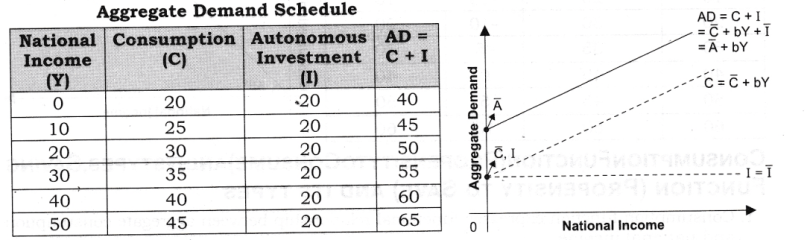 Aggregate Demand Schedule
National Income (Y) Consumption (C) Autonomous Investment (I) AD = C + I
0 20 20 40
10 25 20 45
20 30 20 50
30 35 20 55
40 40 20 60
50 45 20 65
AD = C + I
= C̅ + bY + I̅
= A̅ + bY
C = C̅ + bY
A̅
C̅, I
I = I̅
Aggregate Demand
0
National Income